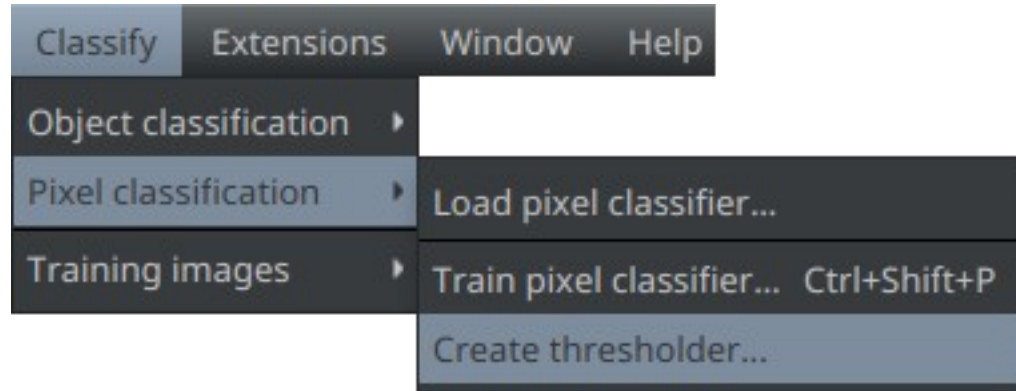 Classify Extensions Window Help
Object classification
Pixel classification
Load pixel classifier...
Training images
Train pixel classifier... Ctrl+Shift+P
Create thresholder...